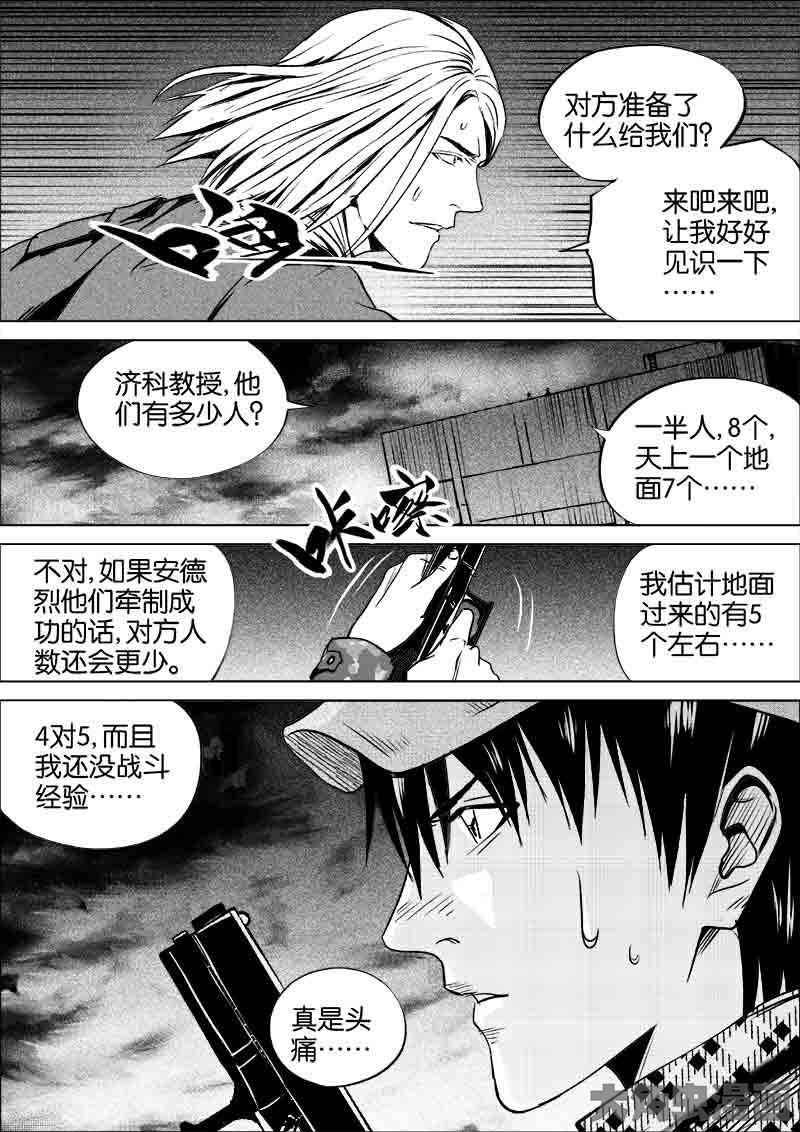 对方准备了
什么给我们?
来吧来吧,
让我好好
见识一下
……
济科教授,他
们有多少人?
一半人,8个,
天上一个地
面7个……
咔嚓
不对,如果安德
烈他们牵制成
功的话,对方人
数还会更少。
我估计地面
过来的有5
个左右……
4对5,而且
我还没战斗
经验……
真是头
痛……